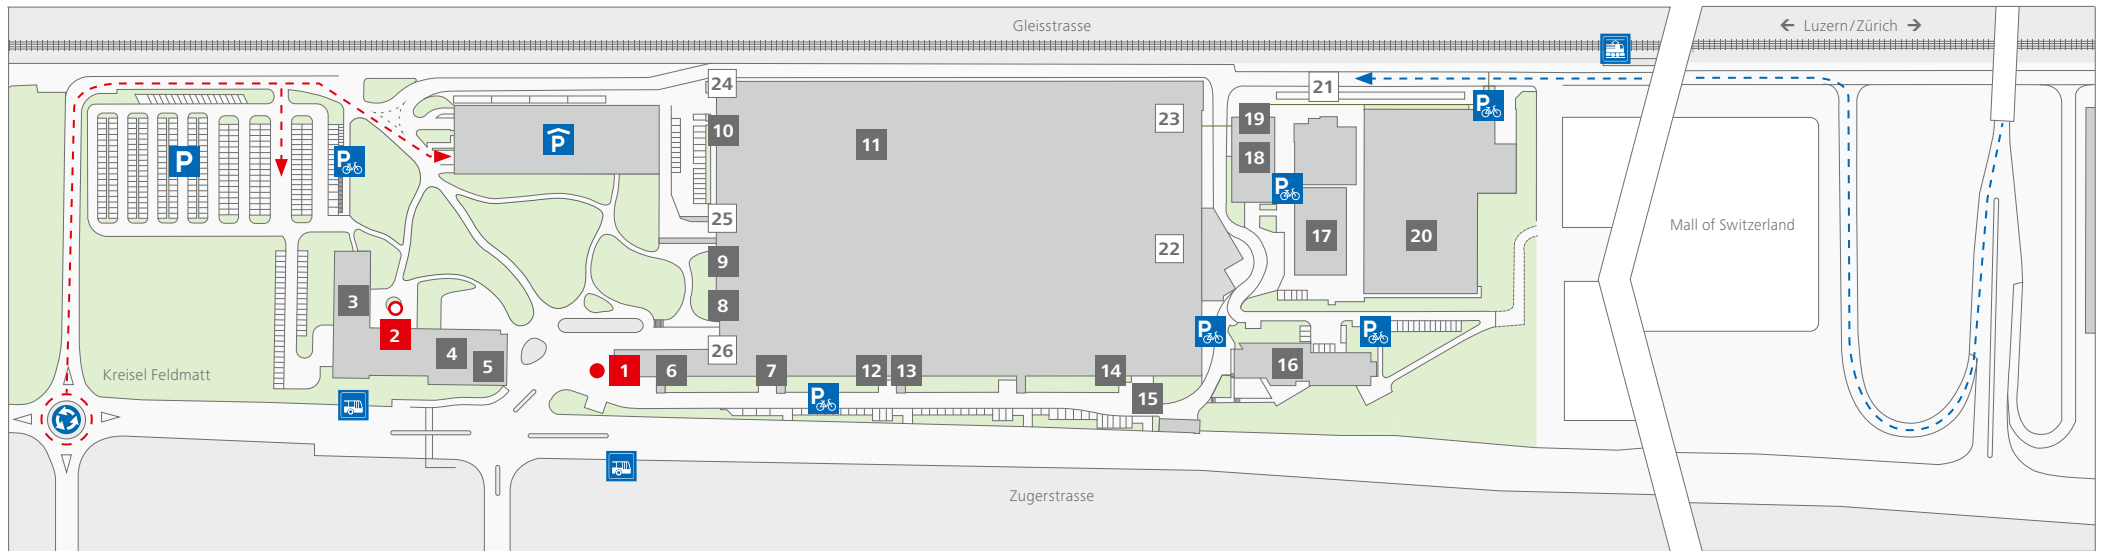 Gleisstrasse
← Luzern/Zürich →
24
21
10
11
23
19
18
P
P
P
P
P
P
25
17
20
22
Mall of Switzerland
9
3
8
2
4
5
26
1
6
7
12
13
14
16
P
P
15
P
Kreisel Feldmatt
Zugerstrasse